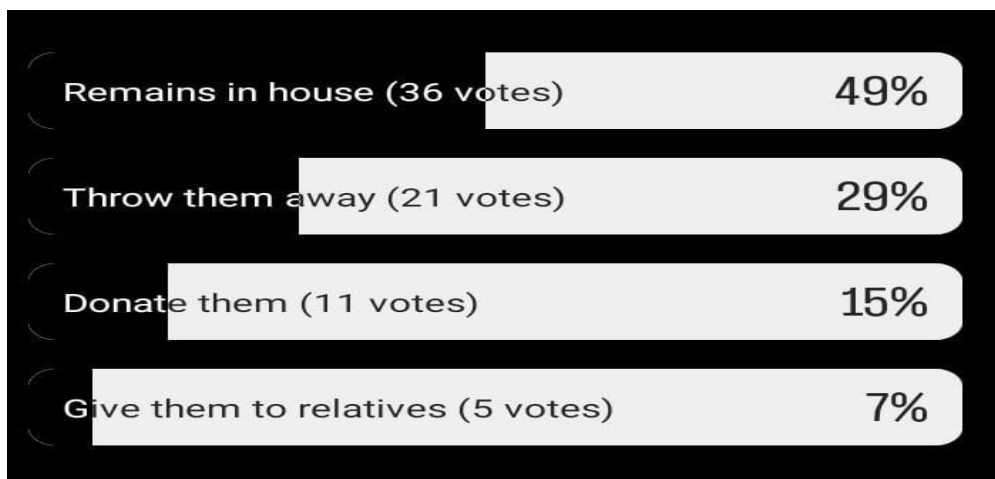 Remains in house (36 votes) 49%
Throw them away (21 votes) 29%
Donate them (11 votes) 15%
Give them to relatives (5 votes) 7%